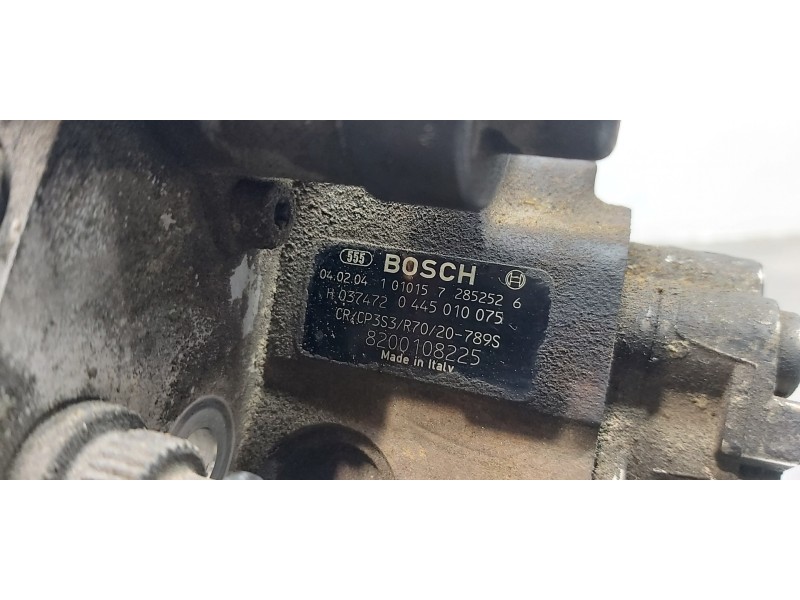 555 BOSCH
04.02.04 1 01015 7 285252 6
H 037472 0 445 010 075
CR/CP3S3/R70/20-789S
8200108225
Made in Italy